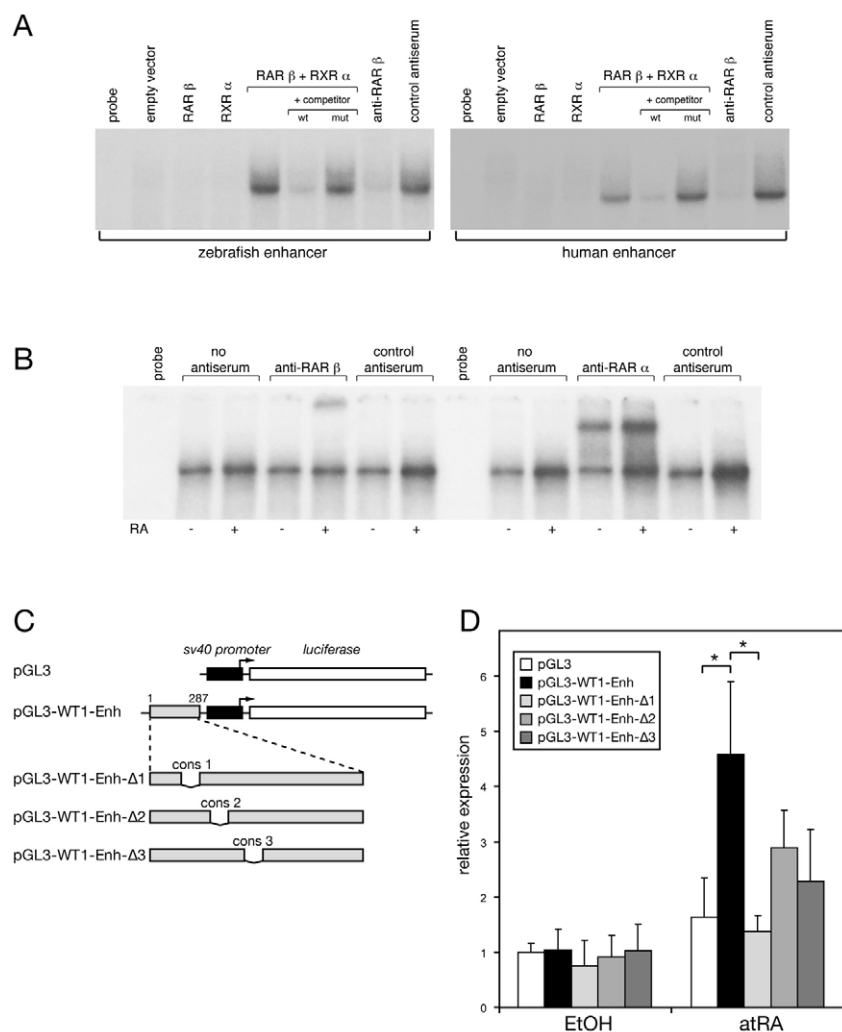 A
probe
empty vector
RAR β
RXR α
RAR β + RXR α
+ competitor
wt mut
anti-RAR β
control antiserum
probe
empty vector
RAR β
RXR α
RAR β + RXR α
+ competitor
wt mut
anti-RAR β
control antiserum
zebrafish enhancer
human enhancer
B
probe
no antiserum
anti-RAR β
control antiserum
probe
no antiserum
anti-RAR α
control antiserum
RA - + - + - + - + - + - +
C
sv40 promoter luciferase
pGL3
1 287
pGL3-WT1-Enh
cons 1
pGL3-WT1-Enh-Δ1
cons 2
pGL3-WT1-Enh-Δ2
cons 3
pGL3-WT1-Enh-Δ3
D
relative expression
6
5
4
3
2
1
0
pGL3
pGL3-WT1-Enh
pGL3-WT1-Enh-Δ1
pGL3-WT1-Enh-Δ2
pGL3-WT1-Enh-Δ3
* *
EtOH atRA